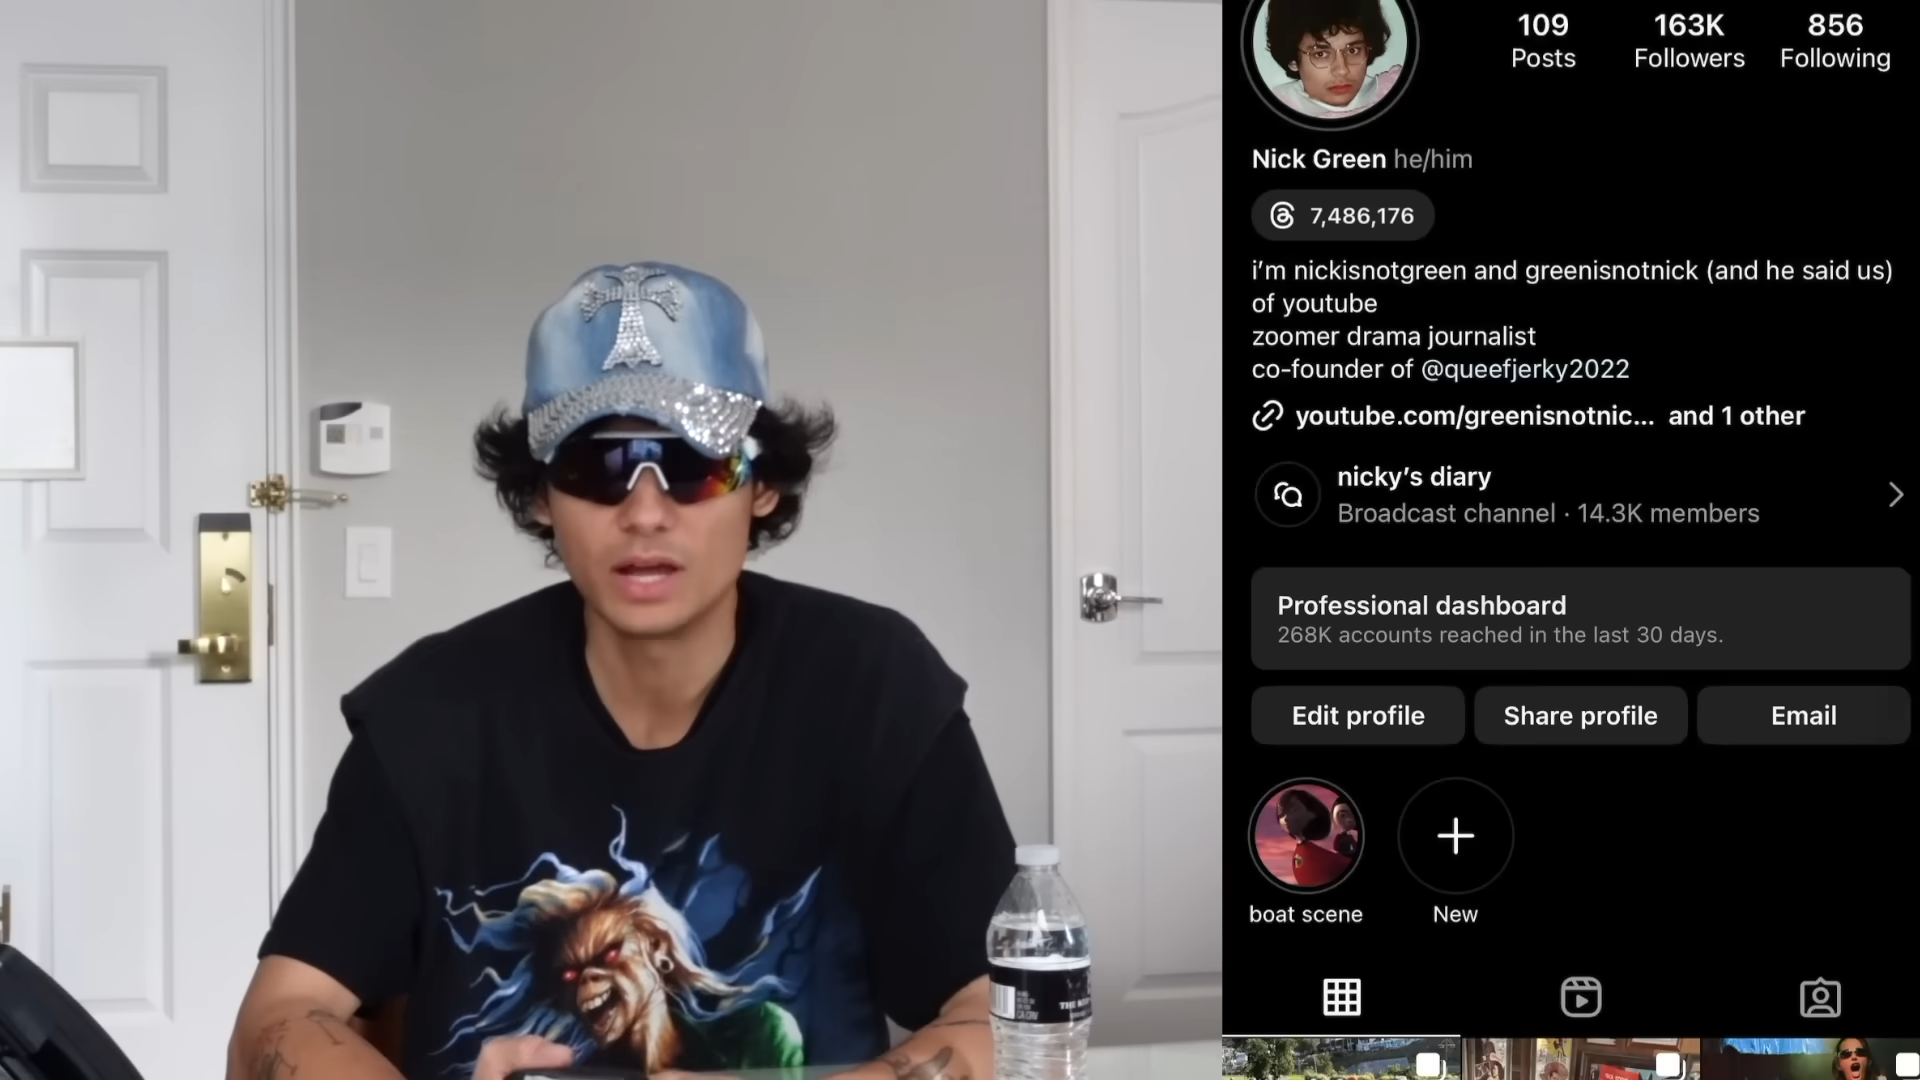 109
Posts
163K
Followers
856
Following
Nick Green he/him
7,486,176
i’m nickisnotgreen and greenisnotnick (and he said us)
of youtube
zoomer drama journalist
co-founder of @queefjerky2022
youtube.com/greenisnotnic... and 1 other
nicky’s diary
Broadcast channel · 14.3K members
Professional dashboard
268K accounts reached in the last 30 days.
Edit profile
Share profile
Email
boat scene
New
THE